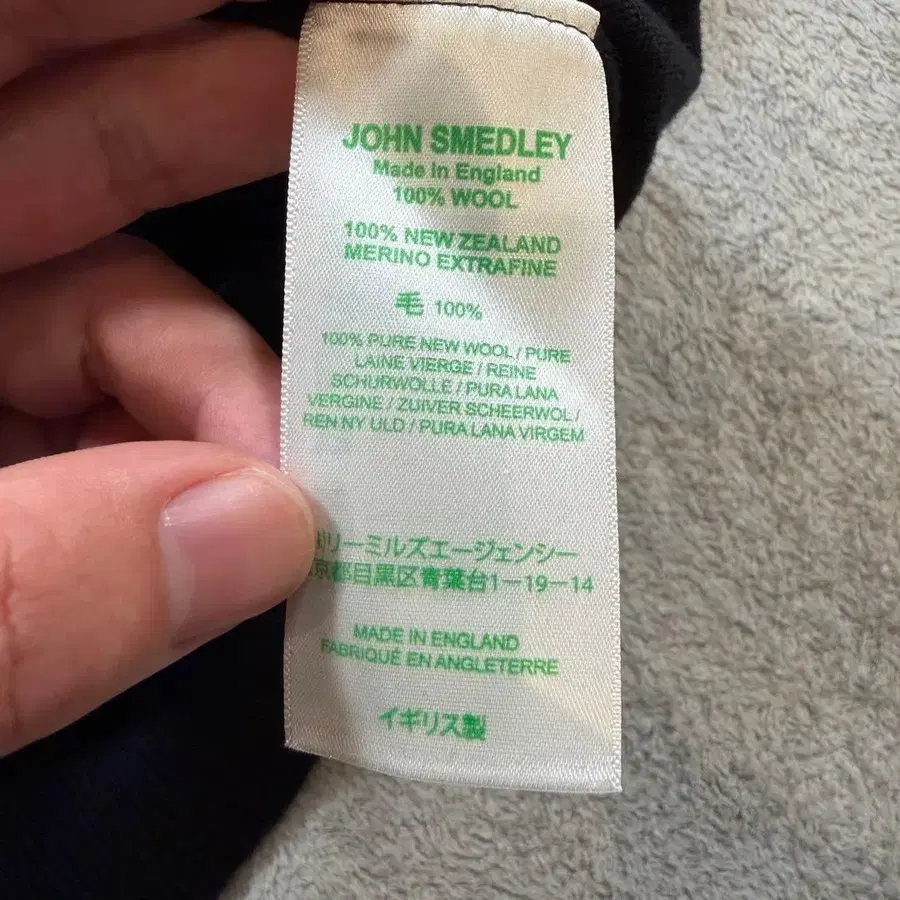 JOHN SMEDLEY
Made in England
100% WOOL
100% NEW ZEALAND
MERINO EXTRAFINE
毛 100%
100% PURE NEW WOOL / PURE
LAINE VIERGE / REINE
SCHURWOLLE / PURA LANA
VERGINE / ZUIVER SCHEERWOL /
REN NY ULD / PURA LANA VIRGEM
リーミルズエージェンシー
京都目黒区青葉台1-19-14
MADE IN ENGLAND
FABRIQUÉ EN ANGLETERRE
イギリス製